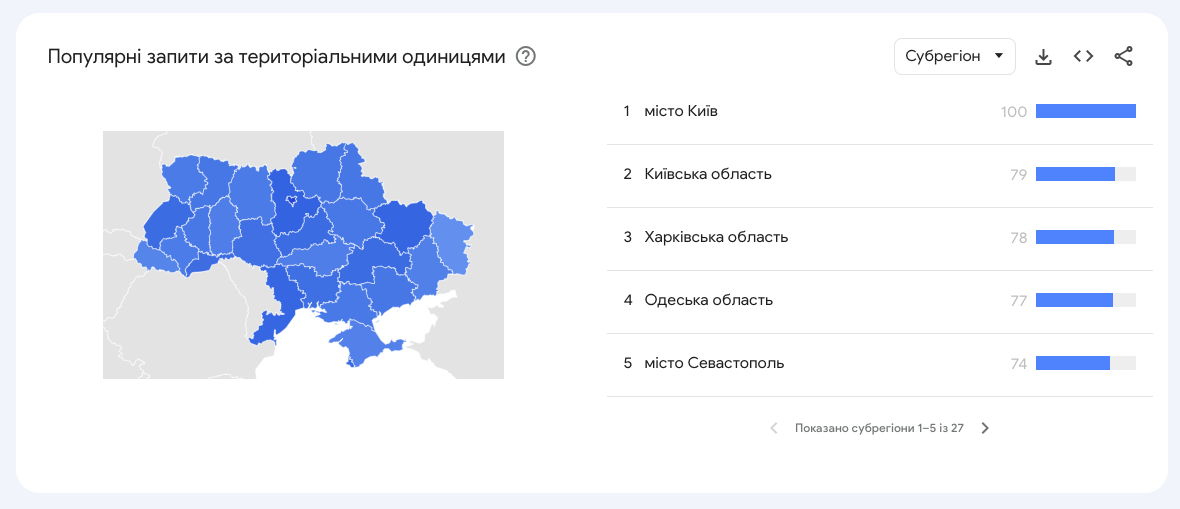 Популярні запити за територіальними одиницями
Субрегіон
1 місто Київ 100
2 Київська область 79
3 Харківська область 78
4 Одеська область 77
5 місто Севастополь 74
Показано субрегіони 1–5 із 27